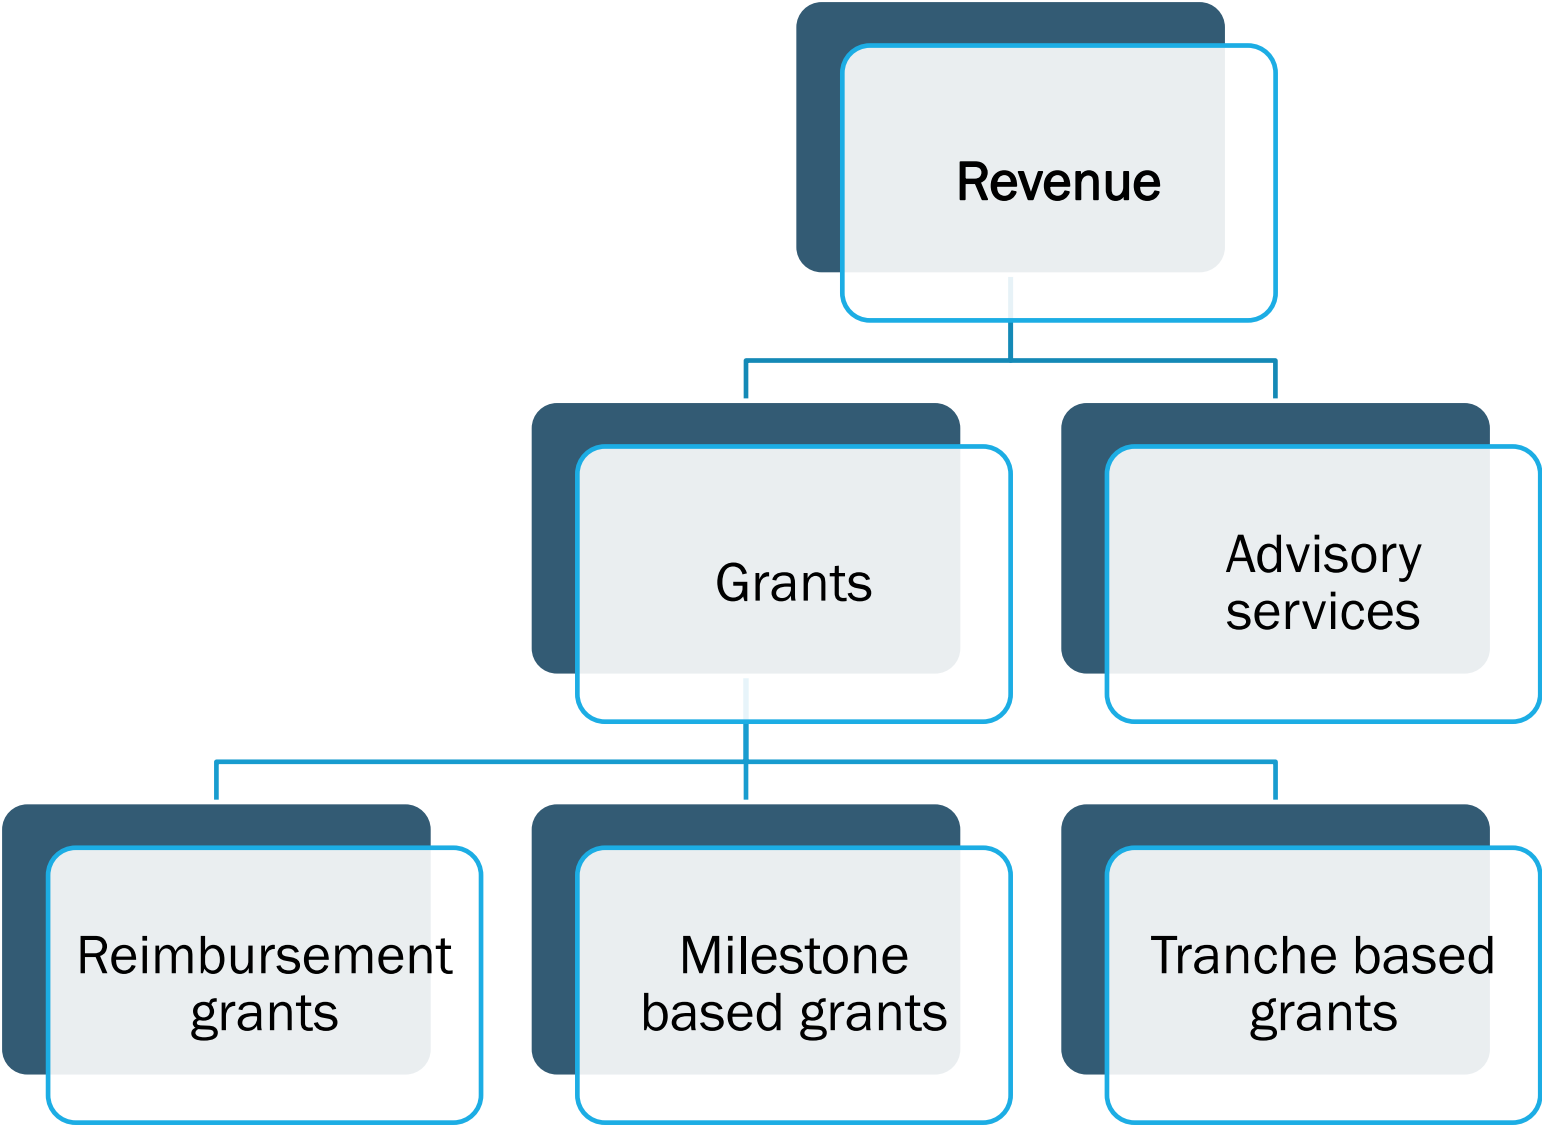 Revenue
Grants
Advisory
services
Reimbursement
grants
Milestone
based grants
Tranche based
grants